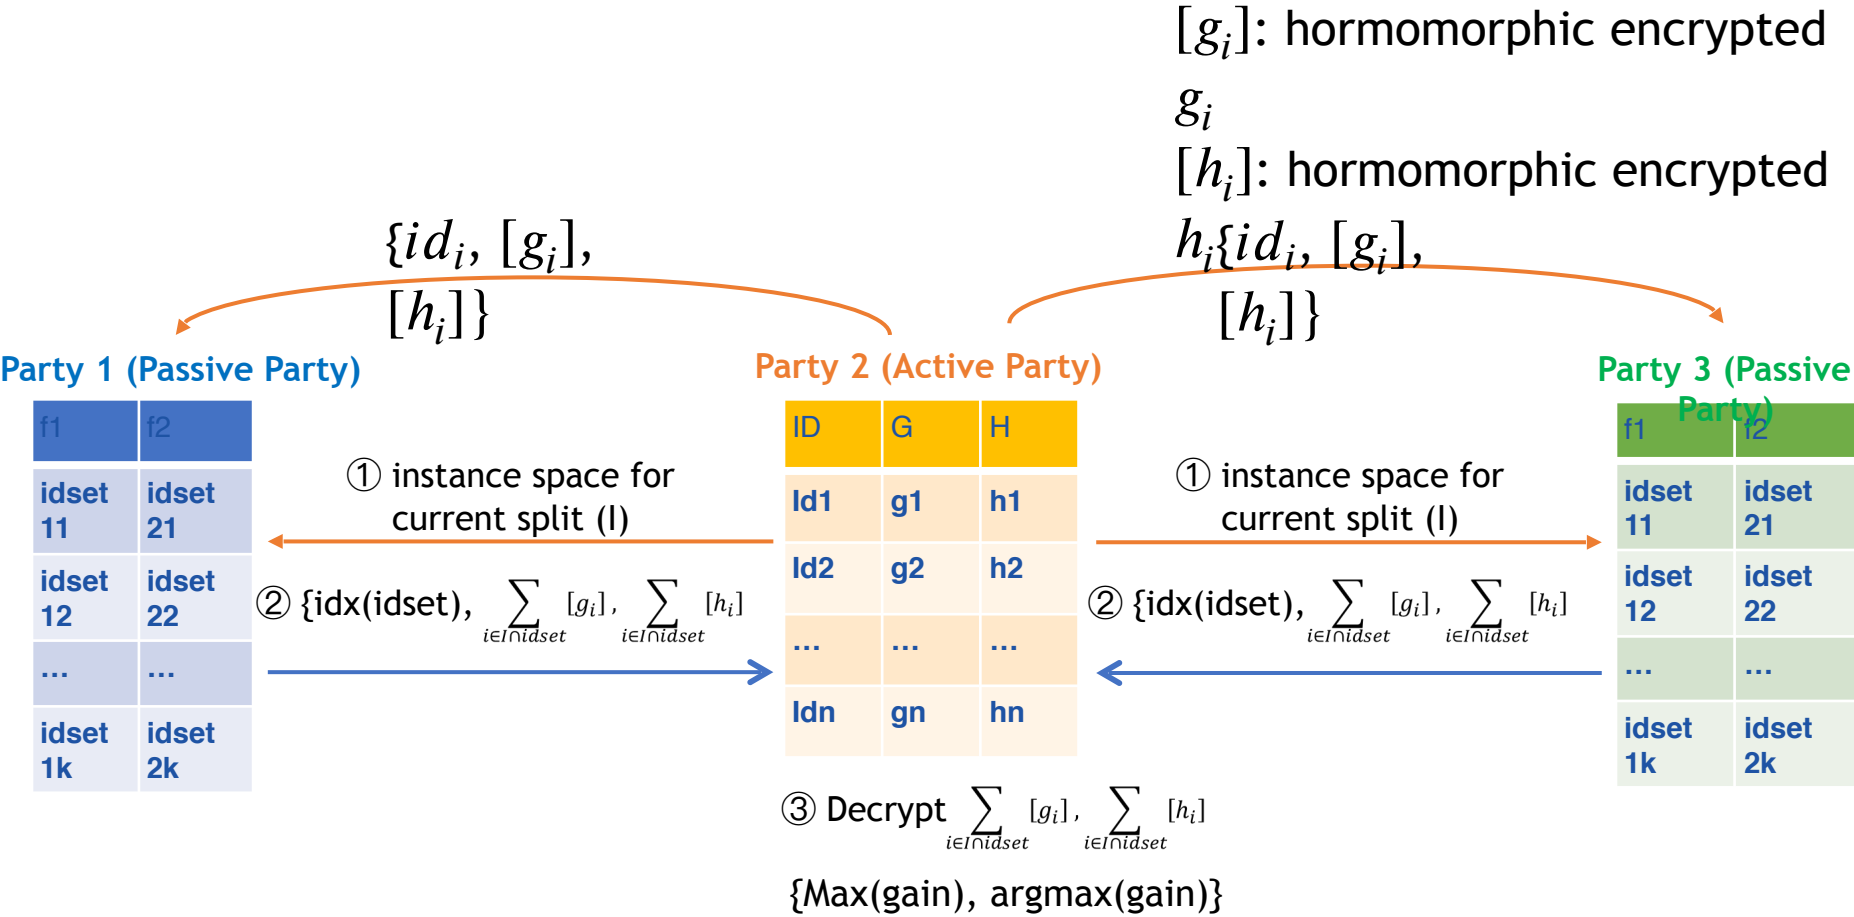 [g_i]: hormomorphic encrypted
g_i
[h_i]: hormomorphic encrypted
h_i{id_i, [g_i],
[h_i]}
{id_i, [g_i],
[h_i]}
Party 1 (Passive Party)
f1 f2
idset 11 idset 21
idset 12 idset 22
... ...
idset 1k idset 2k
① instance space for
current split (I)
② {idx(idset), ∑_{i∈I∩idset} [g_i], ∑_{i∈I∩idset} [h_i]
Party 2 (Active Party)
ID G H
Id1 g1 h1
Id2 g2 h2
... ... ...
Idn gn hn
③ Decrypt ∑_{i∈I∩idset} [g_i], ∑_{i∈I∩idset} [h_i]
{Max(gain), argmax(gain)}
① instance space for
current split (I)
② {idx(idset), ∑_{i∈I∩idset} [g_i], ∑_{i∈I∩idset} [h_i]
Party 3 (Passive
Party)
f1 f2
idset 11 idset 21
idset 12 idset 22
... ...
idset 1k idset 2k